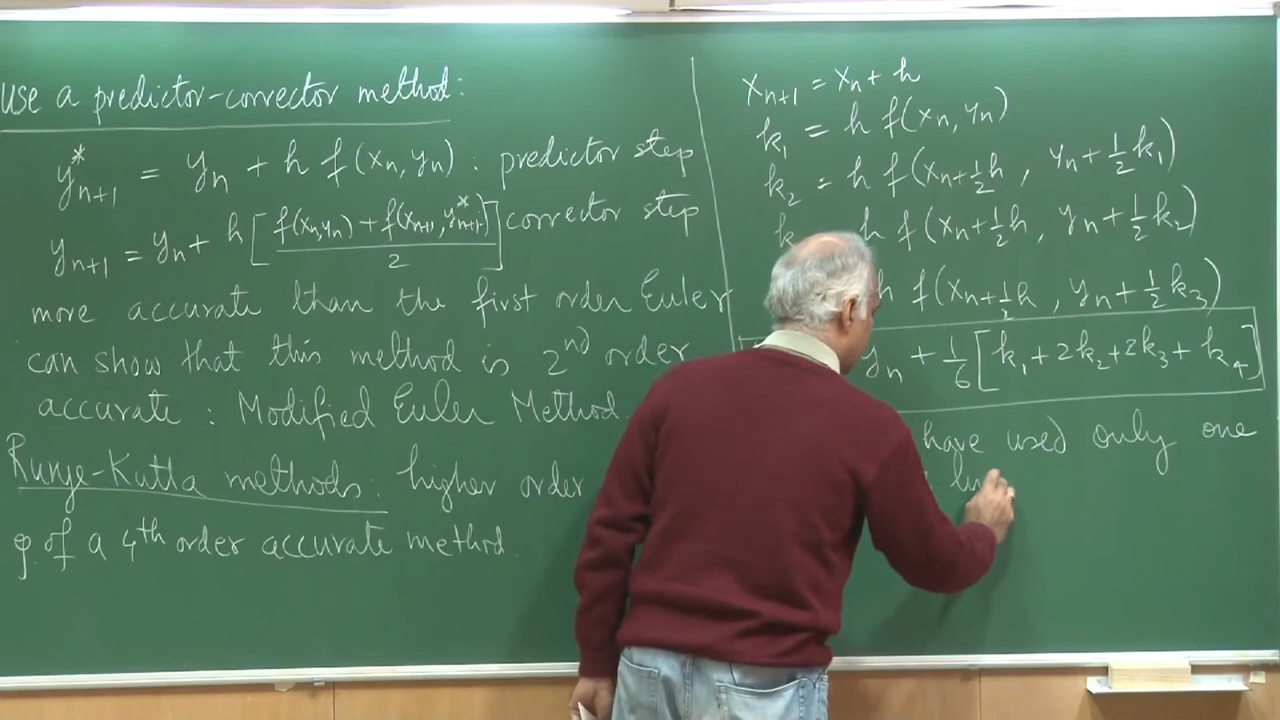 use a predictor-corrector method:
y*ₙ₊₁ = yₙ + h f(xₙ, yₙ) : predictor step
yₙ₊₁ = yₙ + h[(f(xₙ,yₙ) + f(xₙ₊₁, y*ₙ₊₁))/2] corrector step
more accurate than the first order Euler
can show that this method is 2nd order
accurate : Modified Euler Method.
Runge-Kutta methods: higher order
g. of a 4th order accurate method.
xₙ₊₁ = xₙ + h
k₁ = h f(xₙ, yₙ)
k₂ = h f(xₙ+½h, yₙ+½k₁)
k h f(xₙ+½h, yₙ+½k₂)
h f(xₙ+½h, yₙ+½k₃)
yₙ + 1/6 [k₁+2k₂+2k₃+k₄]
have used only one